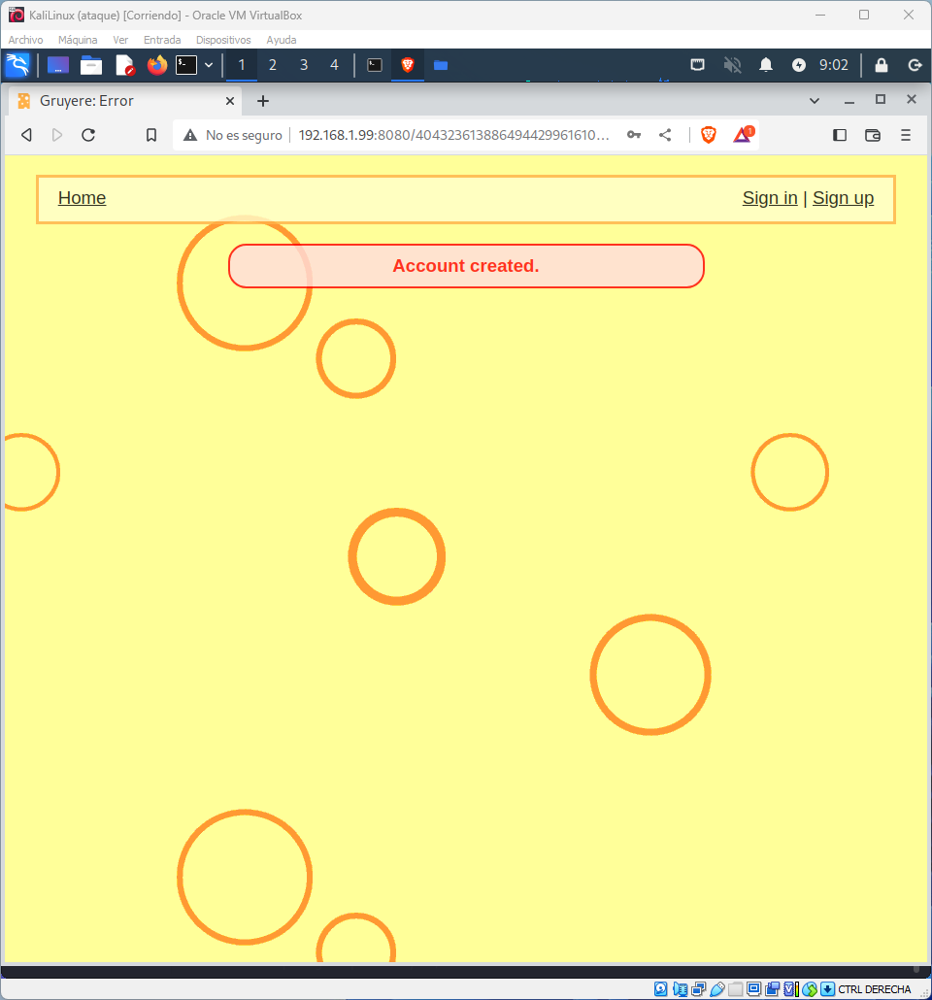 KaliLinux (ataque) [Corriendo] - Oracle VM VirtualBox
Archivo Máquina Ver Entrada Dispositivos Ayuda
1 2 3 4 9:02
Gruyere: Error
No es seguro 192.168.1.99:8080/404323613886494429961610... 1
Home Sign in | Sign up
Account created.
CTRL DERECHA